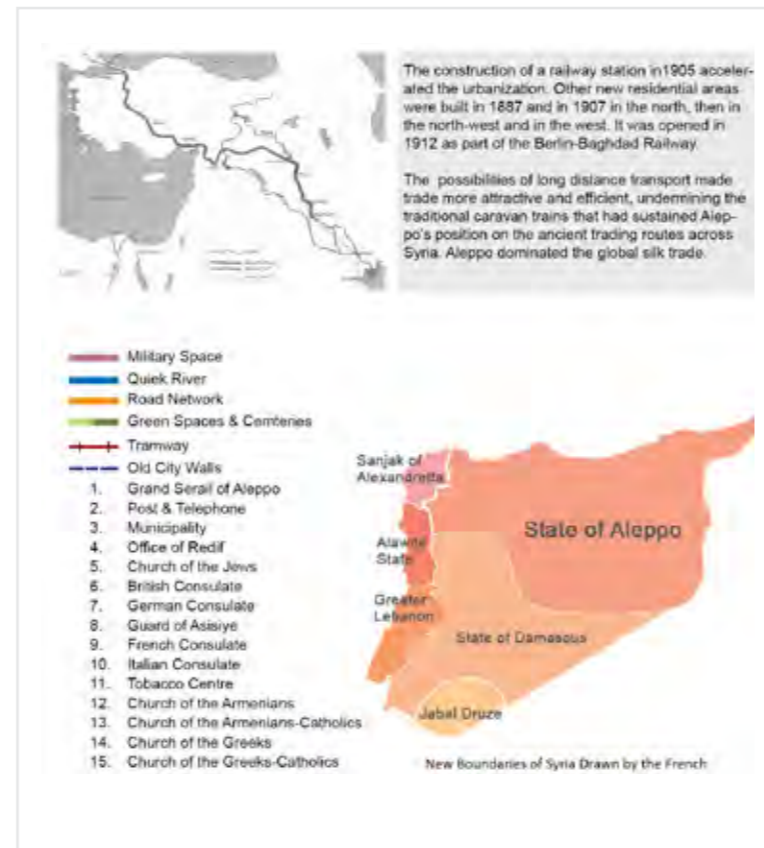 The construction of a railway station in1905 acceler-
ated the urbanization. Other new residential areas
were built in 1887 and in 1907 in the north, then in
the north-west and in the west. It was opened in
1912 as part of the Berlin-Baghdad Railway.
The possibilities of long distance transport made
trade more attractive and efficient, undermining the
traditional caravan trains that had sustained Alep-
po's position on the ancient trading routes across
Syria. Aleppo dominated the global silk trade.
Military Space
Quiek River
Road Network
Green Spaces & Cemteries
Tramway
Old City Walls
1. Grand Serail of Aleppo
2. Post & Telephone
3. Municipality
4. Office of Redif
5. Church of the Jews
6. British Consulate
7. German Consulate
8. Guard of Asisiye
9. French Consulate
10. Italian Consulate
11. Tobacco Centre
12. Church of the Armenians
13. Church of the Armenians-Catholics
14. Church of the Greeks
15. Church of the Greeks-Catholics
Sanjak of
Alexandretta
State of Aleppo
Alawite
State
Greater
Lebanon
State of Damascus
Jabal Druze
New Boundaries of Syria Drawn by the French